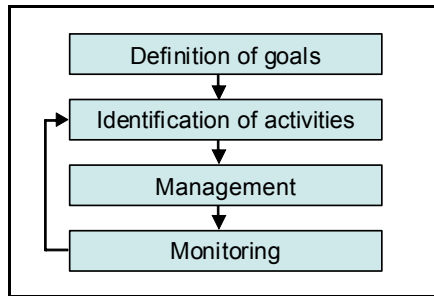 Definition of goals
Identification of activities
Management
Monitoring